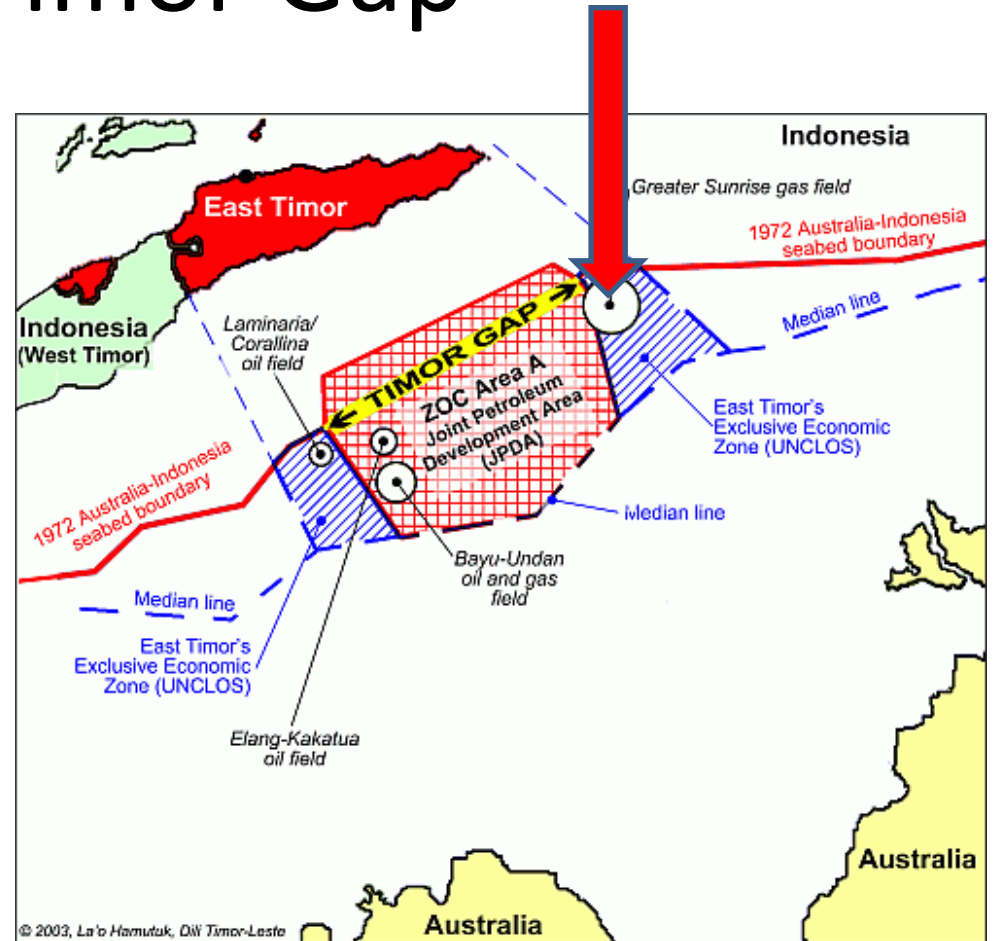 imor Gap
Indonesia
Greater Sunrise gas field
1972 Australia-Indonesia
seabed boundary
East Timor
Median line
Indonesia
(West Timor)
Laminaria/
Corallina
oil field
TIMOR GAP
ZOC Area A
Joint Petroleum
Development Area
(JPDA)
East Timor's
Exclusive Economic
Zone (UNCLOS)
1972 Australia-Indonesia
seabed boundary
Median line
Bayu-Undan
oil and gas
field
Median line
East Timor's
Exclusive Economic
Zone (UNCLOS)
Elang-Kakatua
oil field
Australia
Australia
© 2003, La'o Hamutuk, Dili Timor-Leste